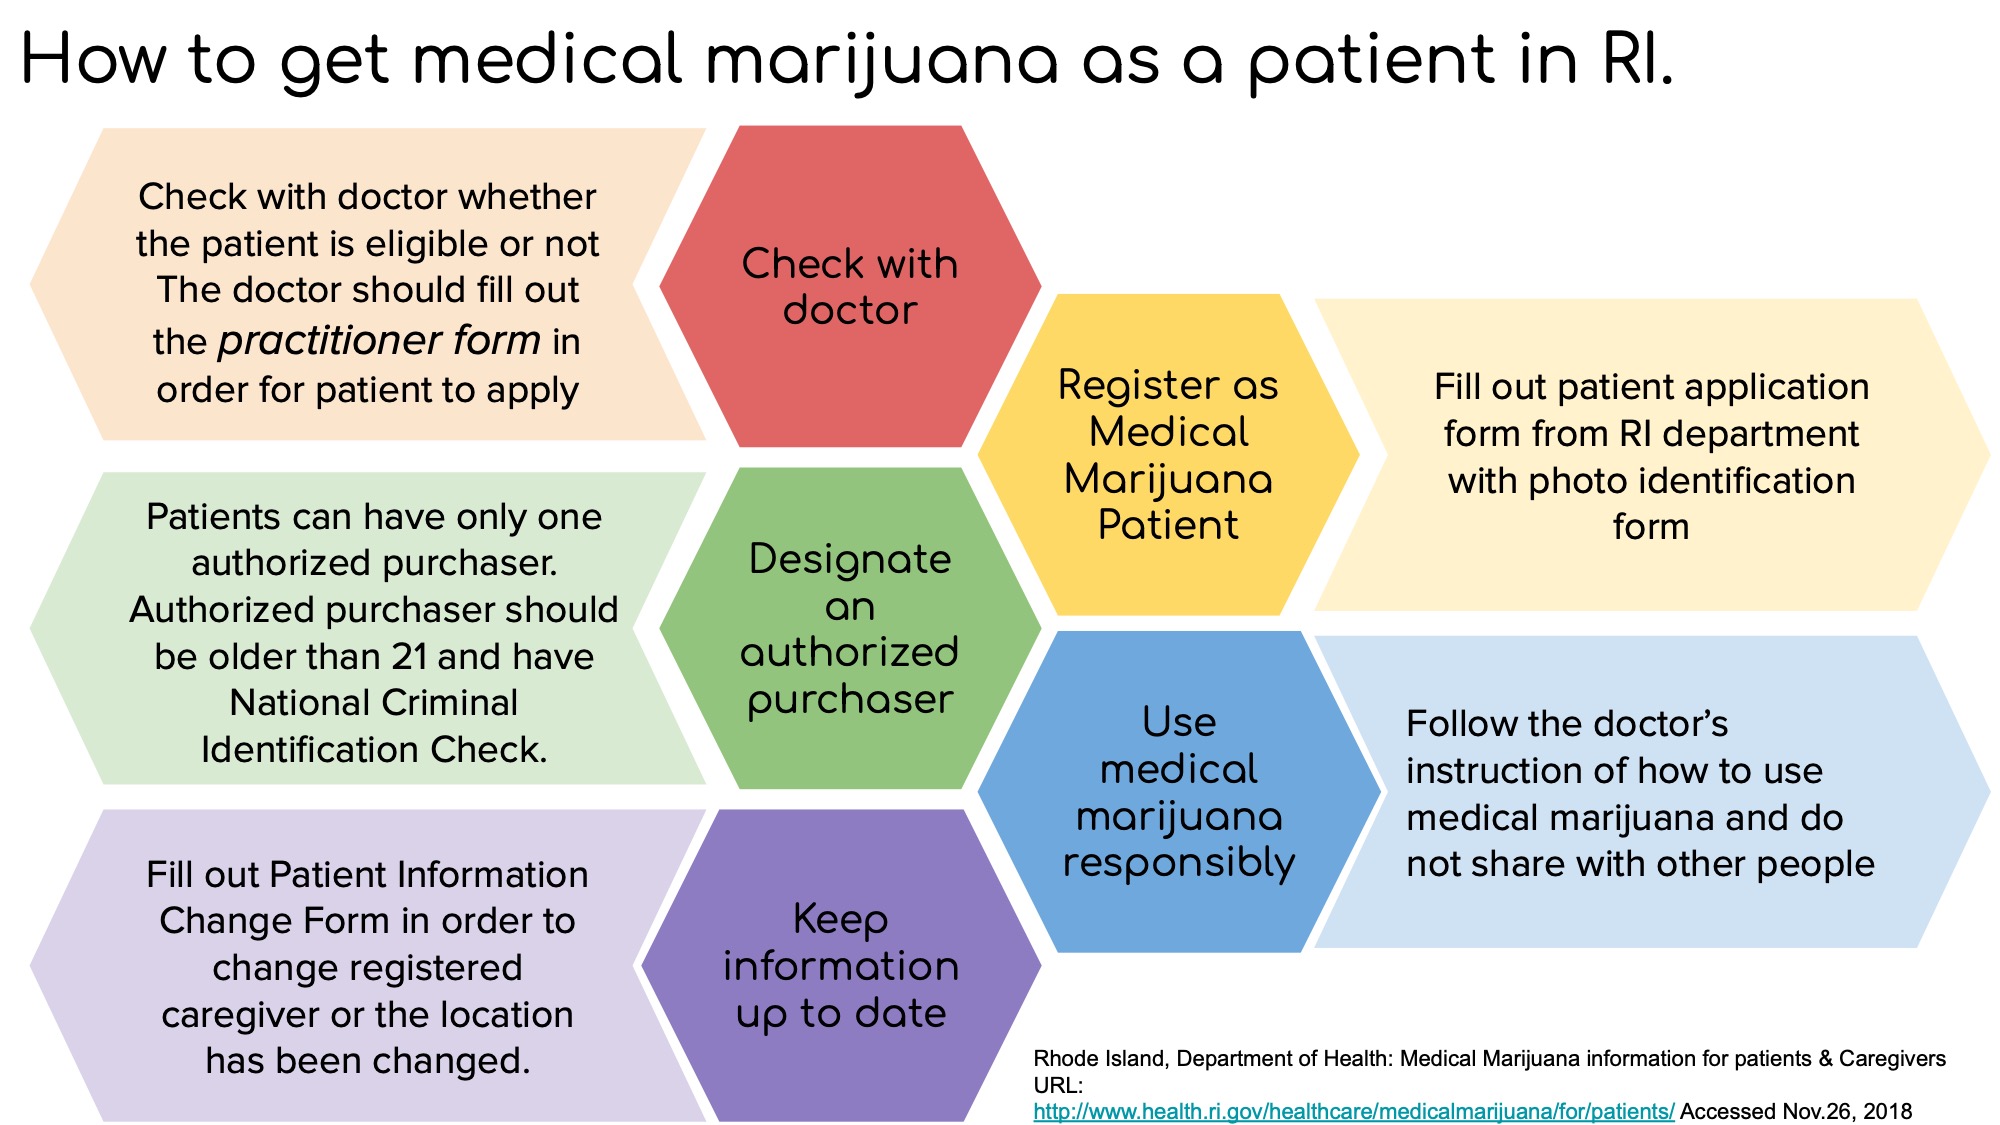 How to get medical marijuana as a patient in RI.
Check with doctor whether
the patient is eligible or not
The doctor should fill out
the practitioner form in
order for patient to apply
Check with
doctor
Register as
Medical
Marijuana
Patient
Fill out patient application
form from RI department
with photo identification
form
Patients can have only one
authorized purchaser.
Authorized purchaser should
be older than 21 and have
National Criminal
Identification Check.
Designate
an
authorized
purchaser
Use
medical
marijuana
responsibly
Follow the doctor’s
instruction of how to use
medical marijuana and do
not share with other people
Fill out Patient Information
Change Form in order to
change registered
caregiver or the location
has been changed.
Keep
information
up to date
Rhode Island, Department of Health: Medical Marijuana information for patients & Caregivers
URL:
http://www.health.ri.gov/healthcare/medicalmarijuana/for/patients/ Accessed Nov.26, 2018